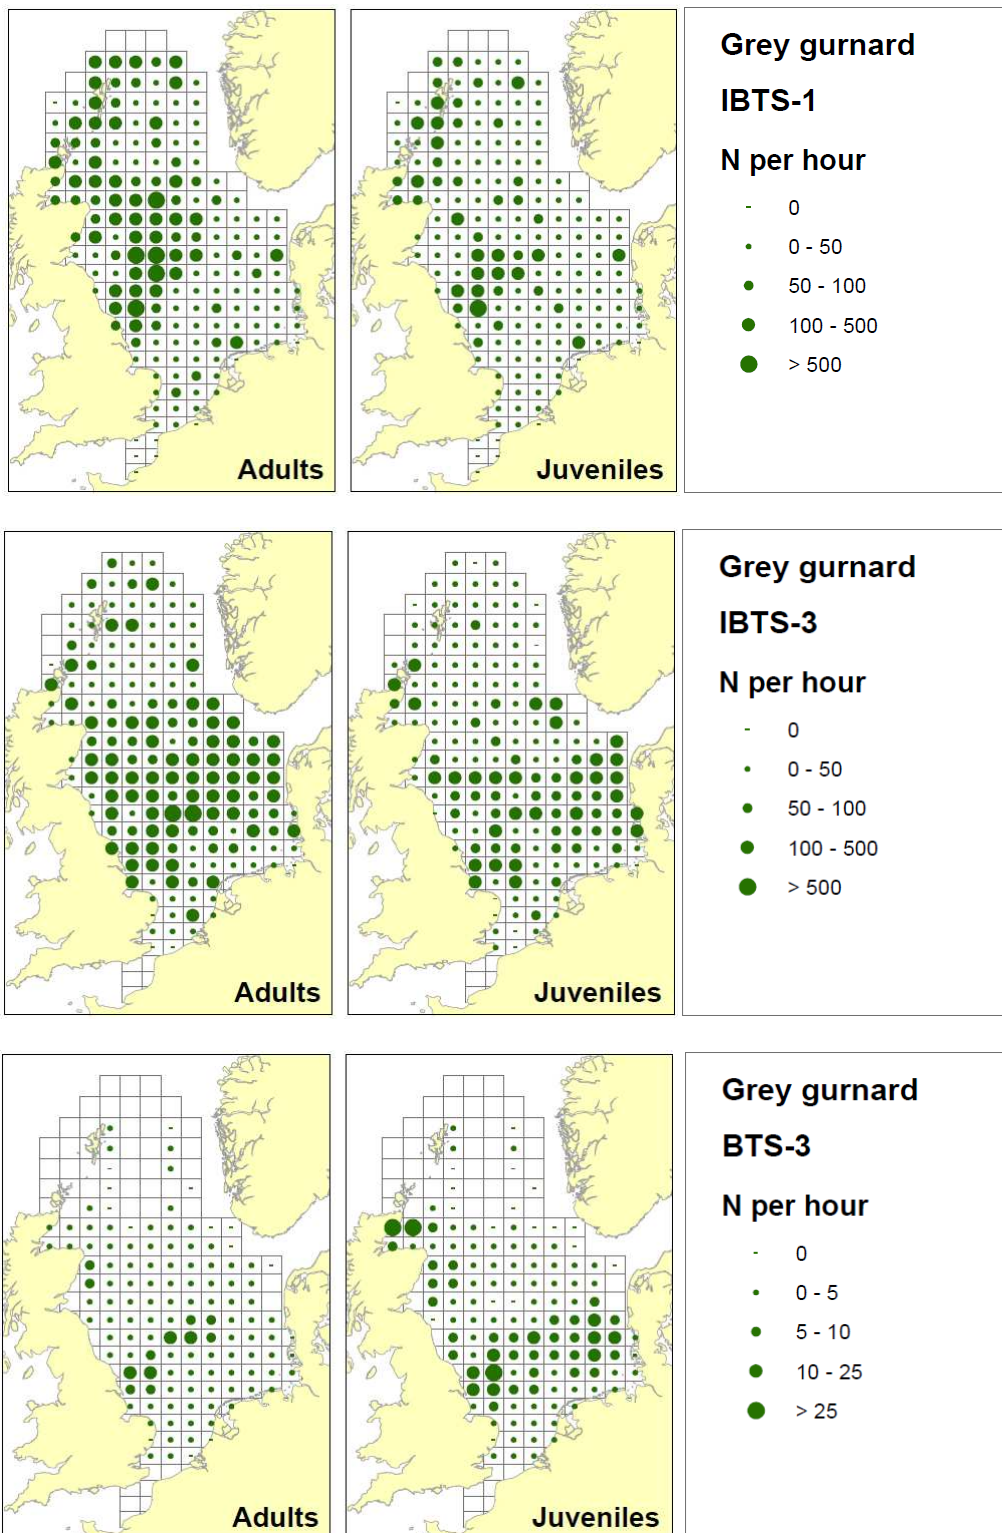 Grey gurnard
IBTS-1
N per hour
- 0
0 - 50
50 - 100
100 - 500
> 500
Adults
Juveniles
Grey gurnard
IBTS-3
N per hour
- 0
0 - 50
50 - 100
100 - 500
> 500
Adults
Juveniles
Grey gurnard
BTS-3
N per hour
- 0
0 - 5
5 - 10
10 - 25
> 25
Adults
Juveniles